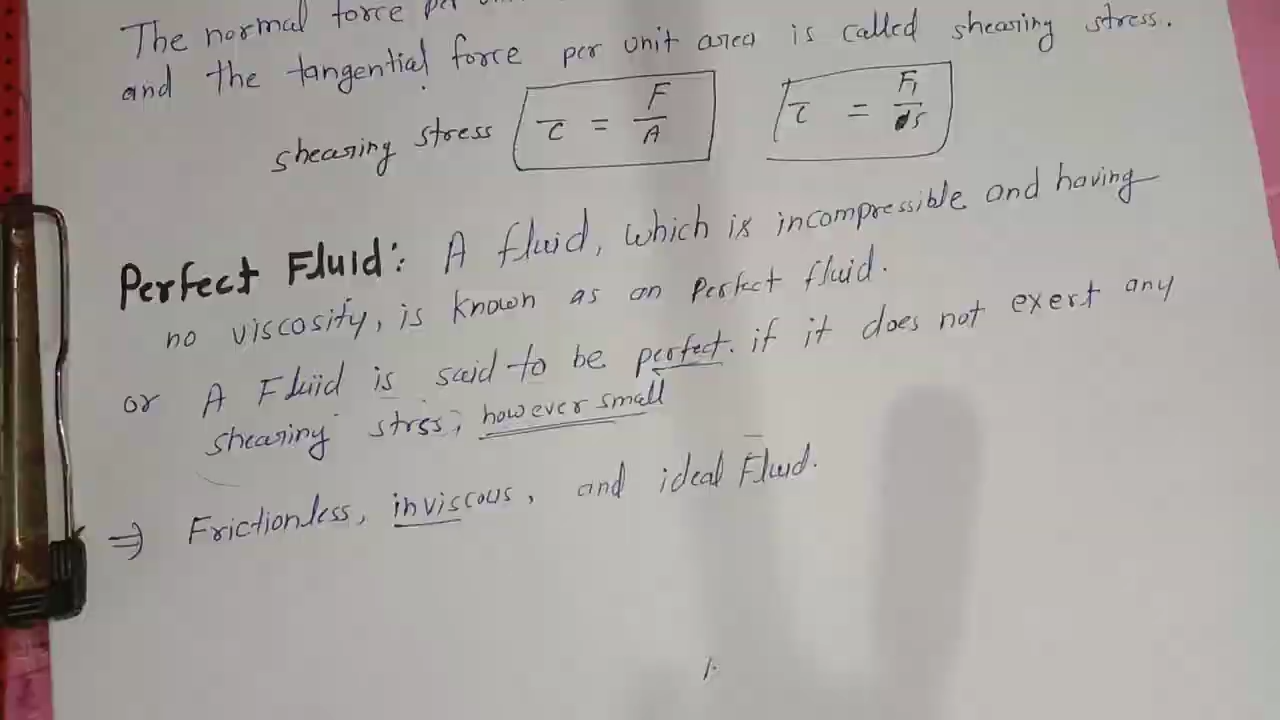 The normal force per
and the tangential force per unit area is called shearing stress.
shearing stress τ = F/A τ = F₁/ds
Perfect Fluid: A fluid, which is incompressible and having
no viscosity, is known as an Perfect fluid.
or A Fluid is said to be perfect. if it does not exert any
shearing strss, however small
⇒ Frictionless, inviscous, and ideal Fluid.